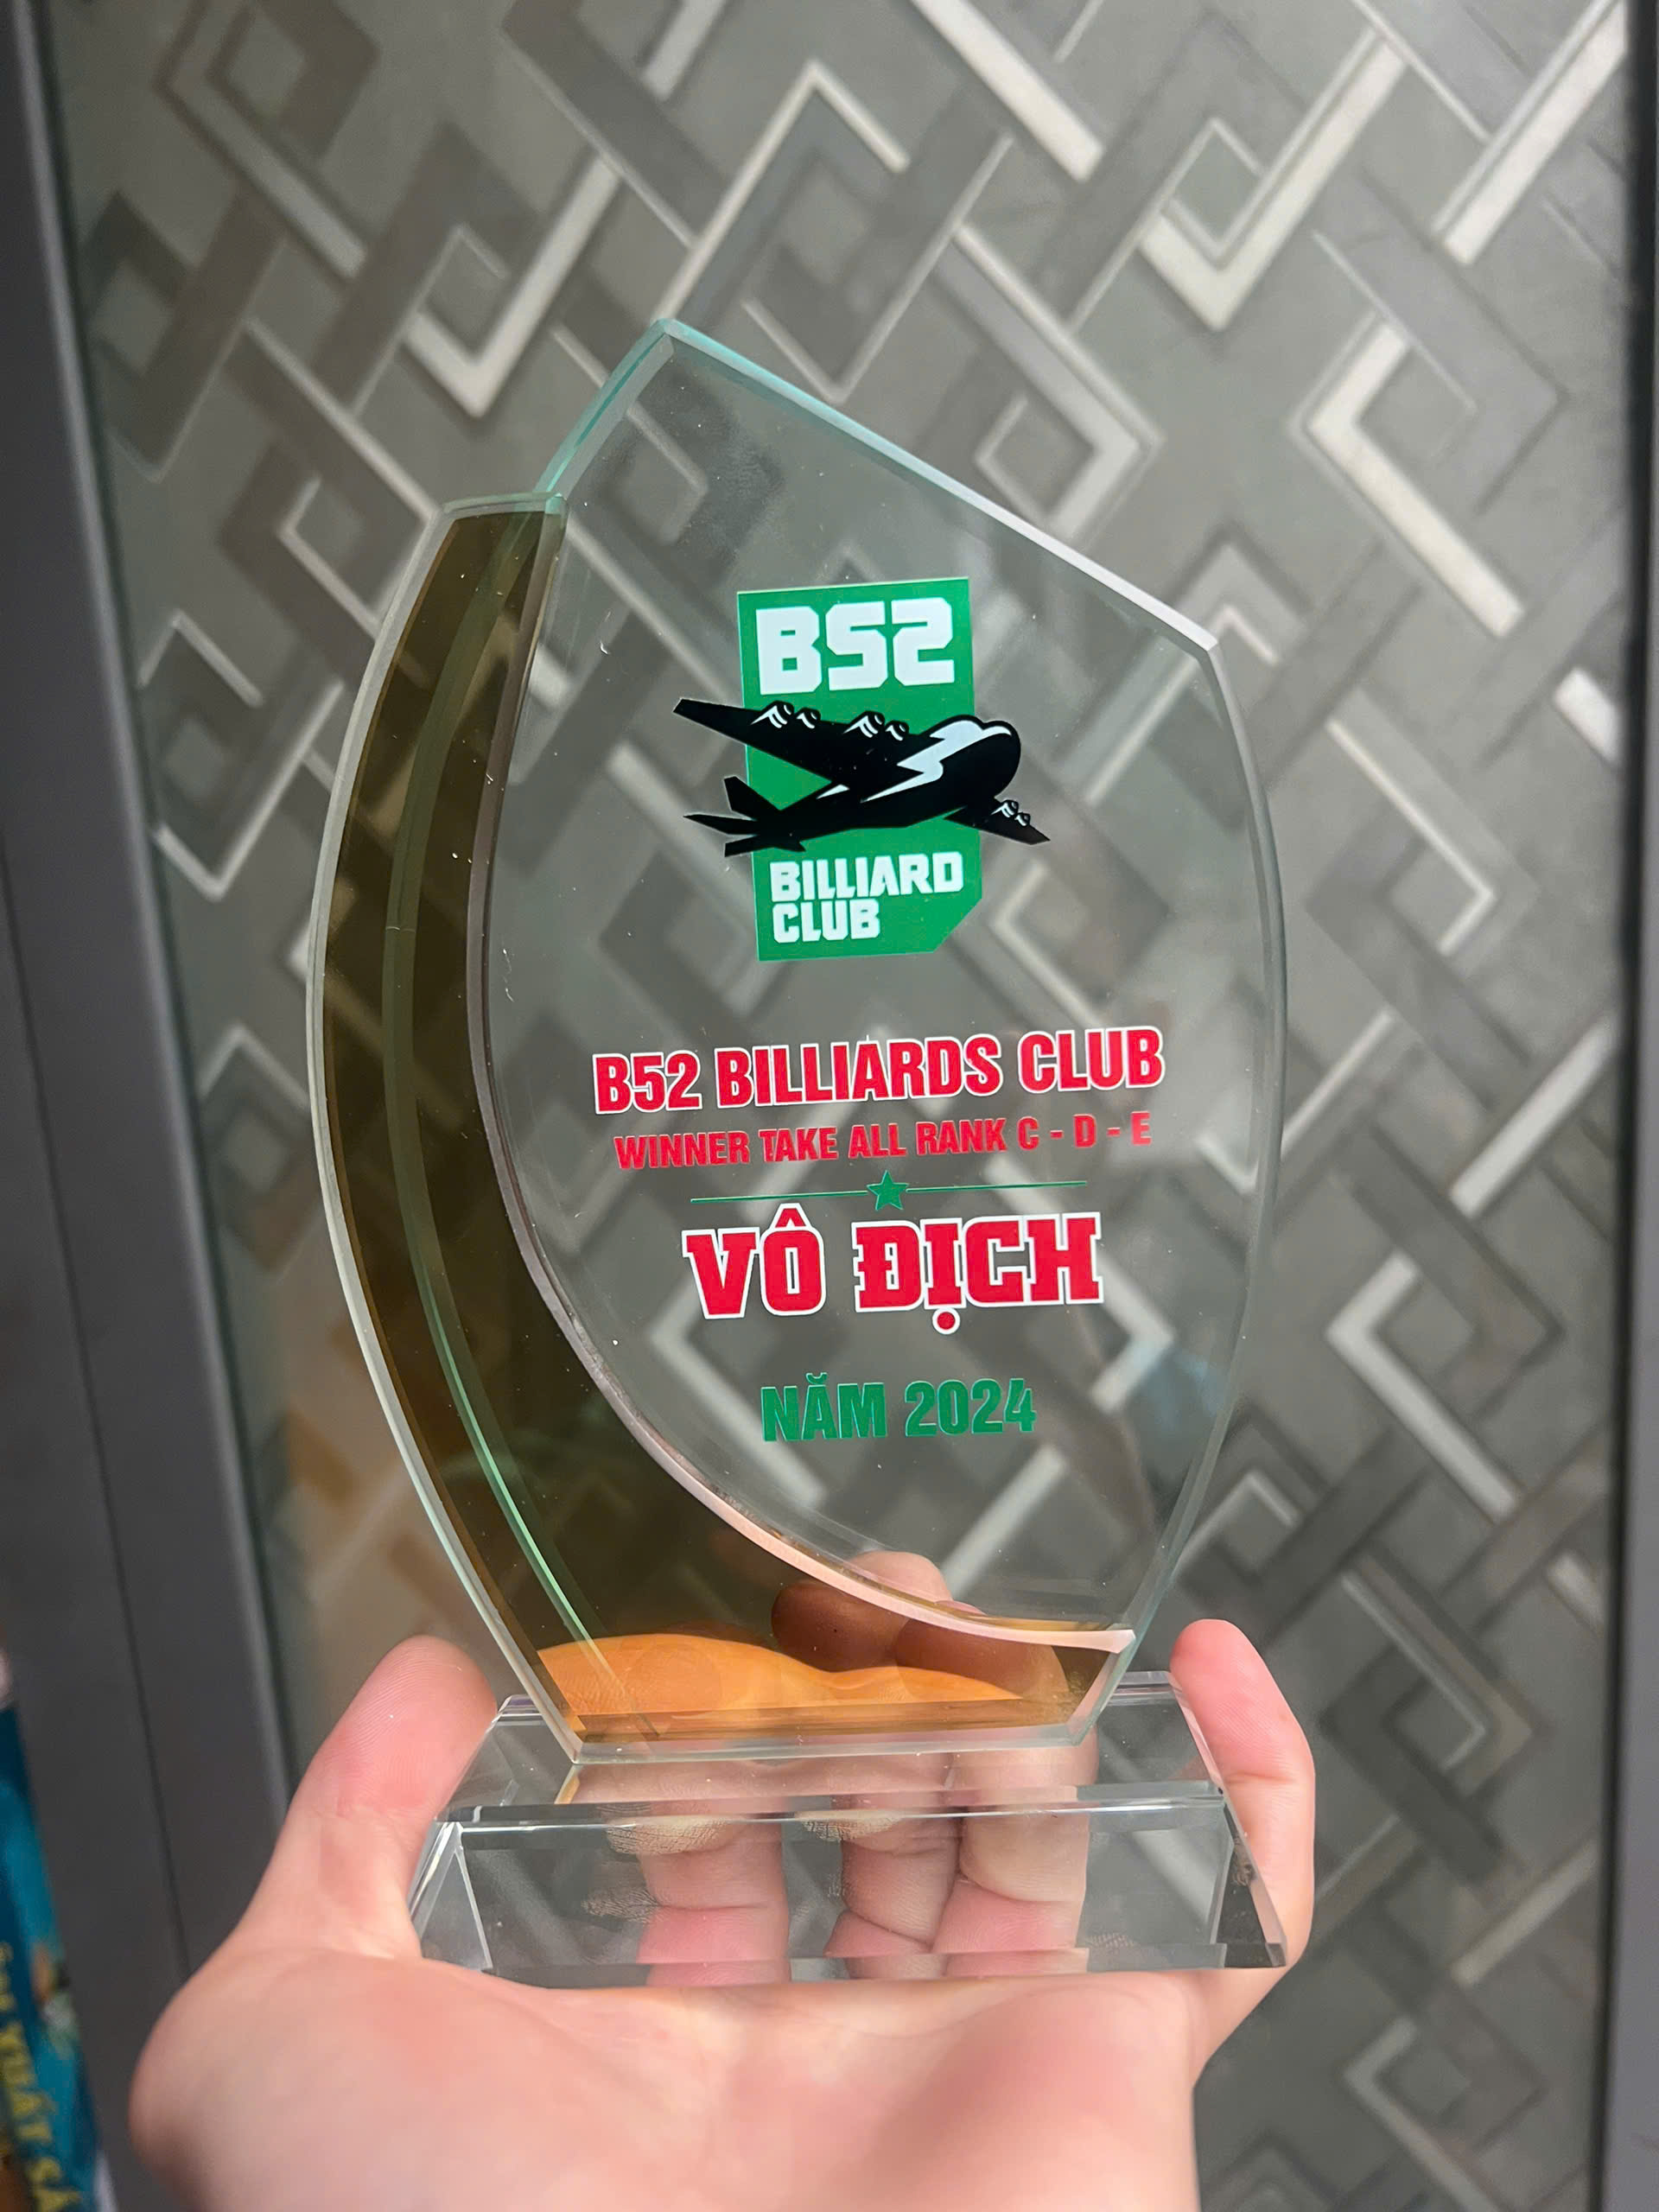 B52
BILLIARD
CLUB
B52 BILLIARDS CLUB
WINNER TAKE ALL RANK C - D - E
VÔ ĐỊCH
NĂM 2024